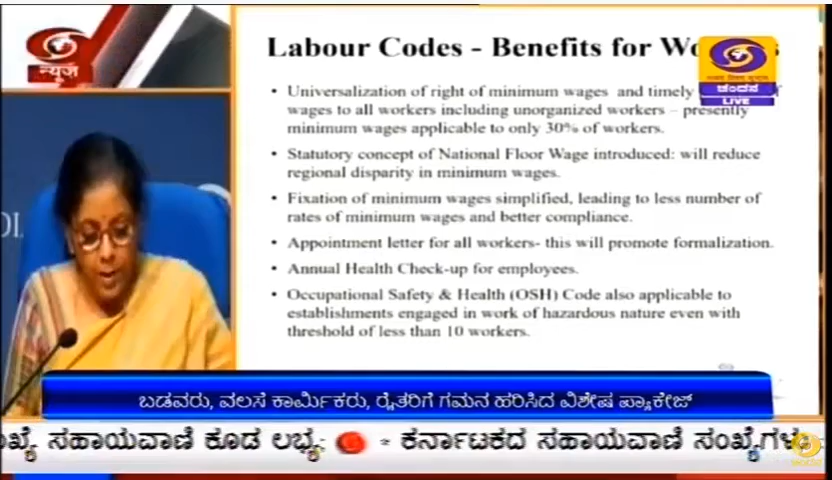 न्यूज़
Labour Codes - Benefits for
चन्दನ
LIVE
• Universalization of right of minimum wages and timely
wages to all workers including unorganized workers – presently
minimum wages applicable to only 30% of workers.
• Statutory concept of National Floor Wage introduced: will reduce
regional disparity in minimum wages.
• Fixation of minimum wages simplified, leading to less number of
rates of minimum wages and better compliance.
• Appointment letter for all workers- this will promote formalization.
• Annual Health Check-up for employees.
• Occupational Safety & Health (OSH) Code also applicable to
establishments engaged in work of hazardous nature even with
threshold of less than 10 workers.
ಬಡವರು, ವಲಸೆ ಕಾರ್ಮಿಕರು, ರೈತರಿಗೆ ಗಮನ ಹರಿಸಿದ ವಿಶೇಷ ಪ್ಯಾಕೇಜ್
ಸಹಾಯವಾಣಿ ಕೂಡ ಲಭ್ಯ * ಕರ್ನಾಟಕದ ಸಹಾಯವಾಣಿ ಸಂಖ್ಯೆಗಳು